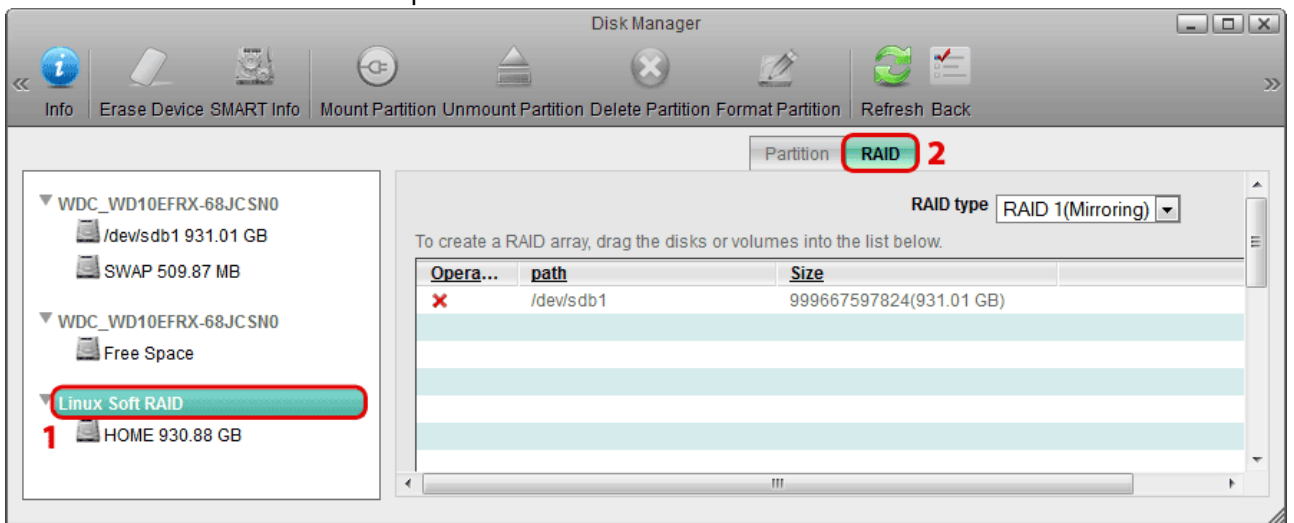 Disk Manager
Info Erase Device SMART Info Mount Partition Unmount Partition Delete Partition Format Partition Refresh Back
Partition RAID 2
WDC_WD10EFRX-68JCSN0
/dev/sdb1 931.01 GB
SWAP 509.87 MB
WDC_WD10EFRX-68JCSN0
Free Space
Linux Soft RAID
1 HOME 930.88 GB
RAID type RAID 1(Mirroring)
To create a RAID array, drag the disks or volumes into the list below.
Opera... path Size
/dev/sdb1 999667597824(931.01 GB)